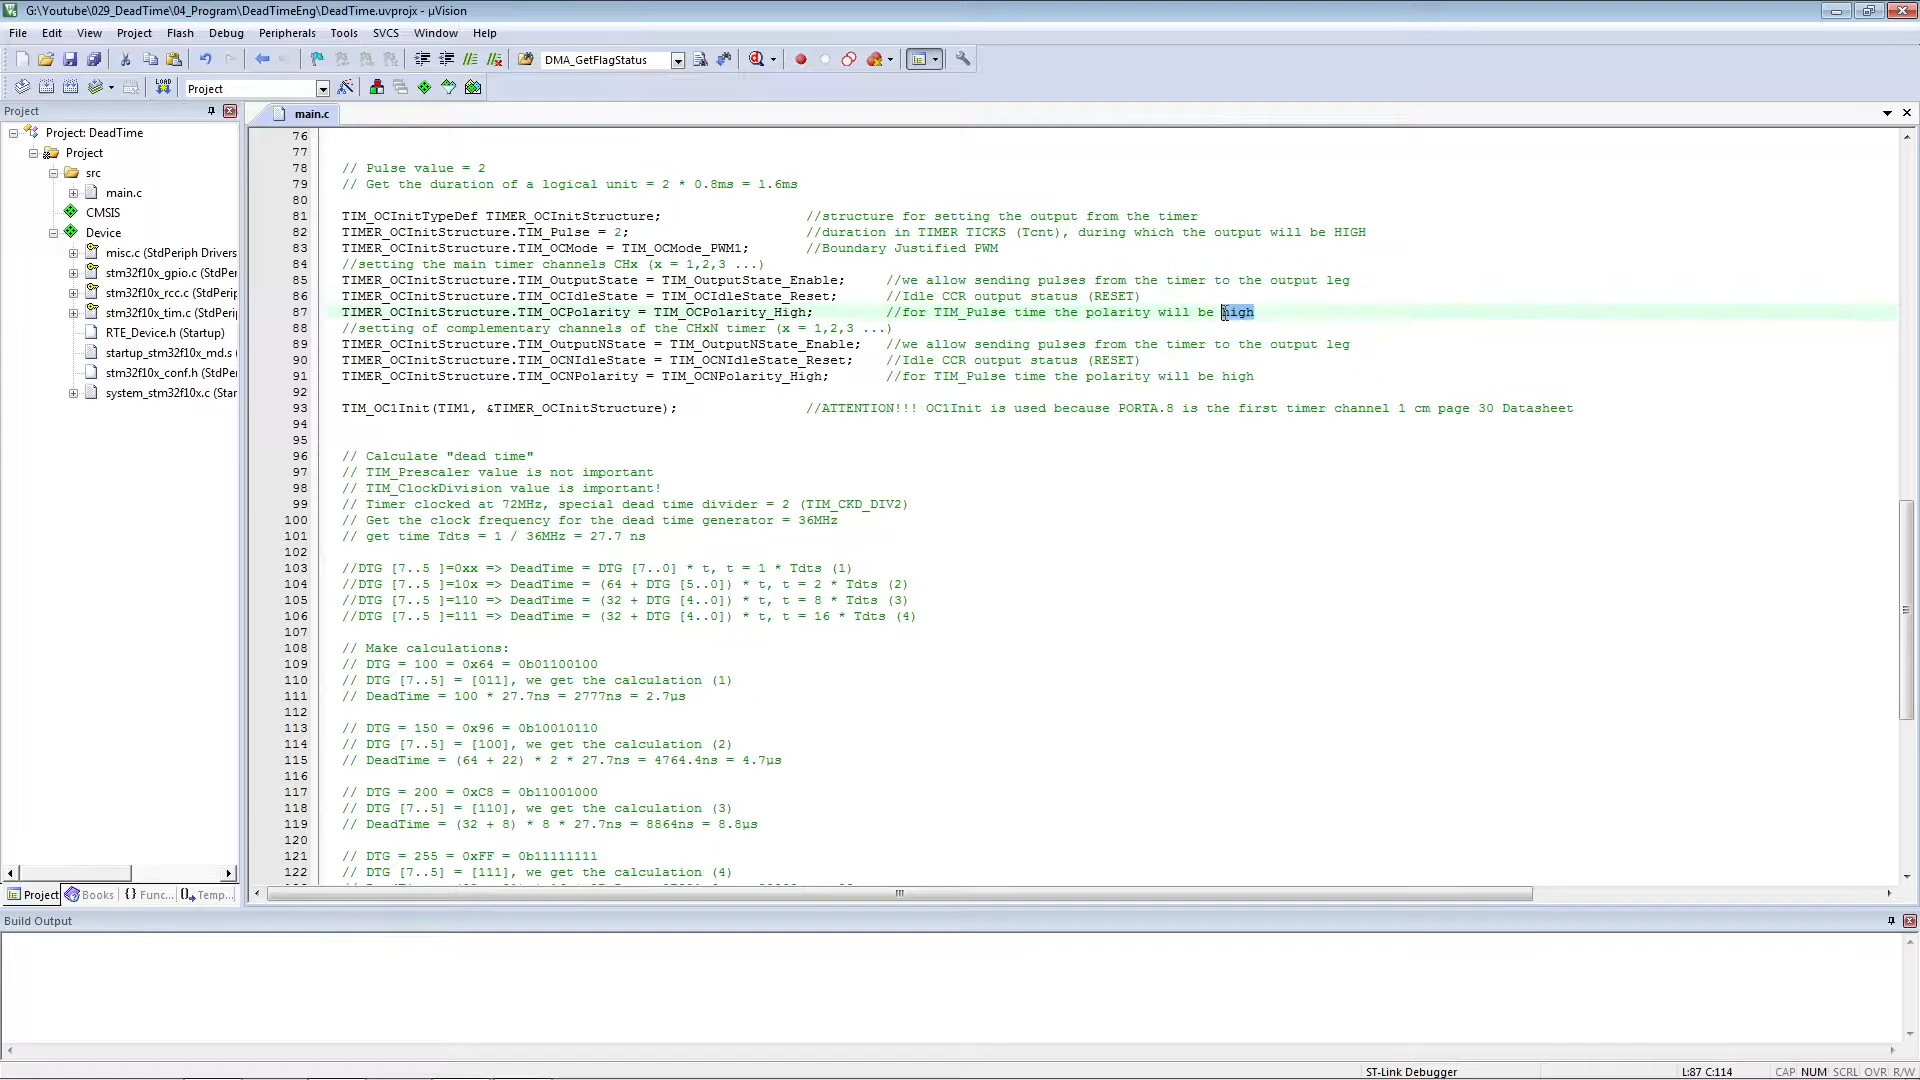 G:\Youtube\029_DeadTime\04_Program\DeadTimeEng\DeadTime.uvprojx - µVision
File Edit View Project Flash Debug Peripherals Tools SVCS Window Help
DMA_GetFlagStatus
LOAD
Project
Project
main.c
Project: DeadTime
Project
src
main.c
CMSIS
Device
misc.c (StdPeriph Drivers
stm32f10x_gpio.c (StdPer
stm32f10x_rcc.c (StdPerip
stm32f10x_tim.c (StdPeri
RTE_Device.h (Startup)
startup_stm32f10x_md.s (
stm32f10x_conf.h (StdPe
system_stm32f10x.c (Star
76
77
78 // Pulse value = 2
79 // Get the duration of a logical unit = 2 * 0.8ms = 1.6ms
80
81 TIM_OCInitTypeDef TIMER_OCInitStructure; //structure for setting the output from the timer
82 TIMER_OCInitStructure.TIM_Pulse = 2; //duration in TIMER TICKS (Tcnt), during which the output will be HIGH
83 TIMER_OCInitStructure.TIM_OCMode = TIM_OCMode_PWM1; //Boundary Justified PWM
84 //setting the main timer channels CHx (x = 1,2,3 ...)
85 TIMER_OCInitStructure.TIM_OutputState = TIM_OutputState_Enable; //we allow sending pulses from the timer to the output leg
86 TIMER_OCInitStructure.TIM_OCIdleState = TIM_OCIdleState_Reset; //Idle CCR output status (RESET)
87 TIMER_OCInitStructure.TIM_OCPolarity = TIM_OCPolarity_High; //for TIM_Pulse time the polarity will be high
88 //setting of complementary channels of the CHxN timer (x = 1,2,3 ...)
89 TIMER_OCInitStructure.TIM_OutputNState = TIM_OutputNState_Enable; //we allow sending pulses from the timer to the output leg
90 TIMER_OCInitStructure.TIM_OCNIdleState = TIM_OCNIdleState_Reset; //Idle CCR output status (RESET)
91 TIMER_OCInitStructure.TIM_OCNPolarity = TIM_OCNPolarity_High; //for TIM_Pulse time the polarity will be high
92
93 TIM_OC1Init(TIM1, &TIMER_OCInitStructure); //ATTENTION!!! OC1Init is used because PORTA.8 is the first timer channel 1 cm page 30 Datasheet
94
95
96 // Calculate "dead time"
97 // TIM_Prescaler value is not important
98 // TIM_ClockDivision value is important!
99 // Timer clocked at 72MHz, special dead time divider = 2 (TIM_CKD_DIV2)
100 // Get the clock frequency for the dead time generator = 36MHz
101 // get time Tdts = 1 / 36MHz = 27.7 ns
102
103 //DTG [7..5 ]=0xx => DeadTime = DTG [7..0] * t, t = 1 * Tdts (1)
104 //DTG [7..5 ]=10x => DeadTime = (64 + DTG [5..0]) * t, t = 2 * Tdts (2)
105 //DTG [7..5 ]=110 => DeadTime = (32 + DTG [4..0]) * t, t = 8 * Tdts (3)
106 //DTG [7..5 ]=111 => DeadTime = (32 + DTG [4..0]) * t, t = 16 * Tdts (4)
107
108 // Make calculations:
109 // DTG = 100 = 0x64 = 0b01100100
110 // DTG [7..5] = [011], we get the calculation (1)
111 // DeadTime = 100 * 27.7ns = 2777ns = 2.7µs
112
113 // DTG = 150 = 0x96 = 0b10010110
114 // DTG [7..5] = [100], we get the calculation (2)
115 // DeadTime = (64 + 22) * 2 * 27.7ns = 4764.4ns = 4.7µs
116
117 // DTG = 200 = 0xC8 = 0b11001000
118 // DTG [7..5] = [110], we get the calculation (3)
119 // DeadTime = (32 + 8) * 8 * 27.7ns = 8864ns = 8.8µs
120
121 // DTG = 255 = 0xFF = 0b11111111
122 // DTG [7..5] = [111], we get the calculation (4)
Project Books {} Func... Temp...
Build Output
ST-Link Debugger L:87 C:114 CAP NUM SCRL OVR R/W